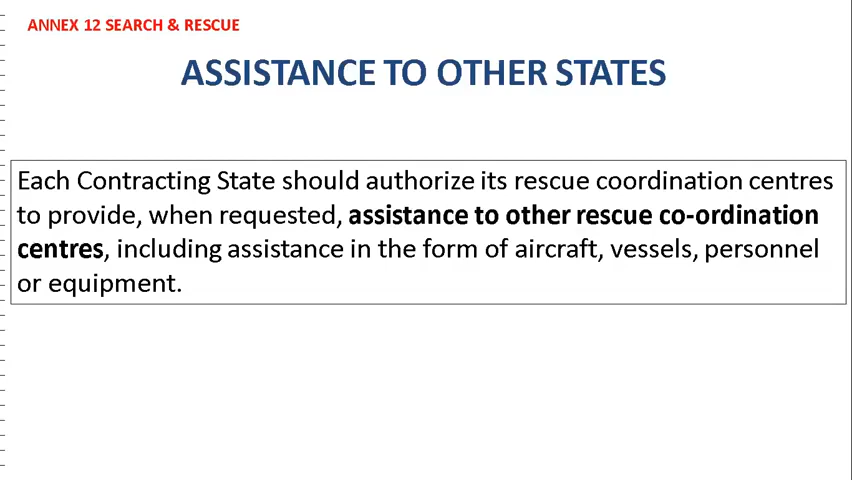 ANNEX 12 SEARCH & RESCUE
ASSISTANCE TO OTHER STATES
Each Contracting State should authorize its rescue coordination centres
to provide, when requested, assistance to other rescue co-ordination
centres, including assistance in the form of aircraft, vessels, personnel
or equipment.